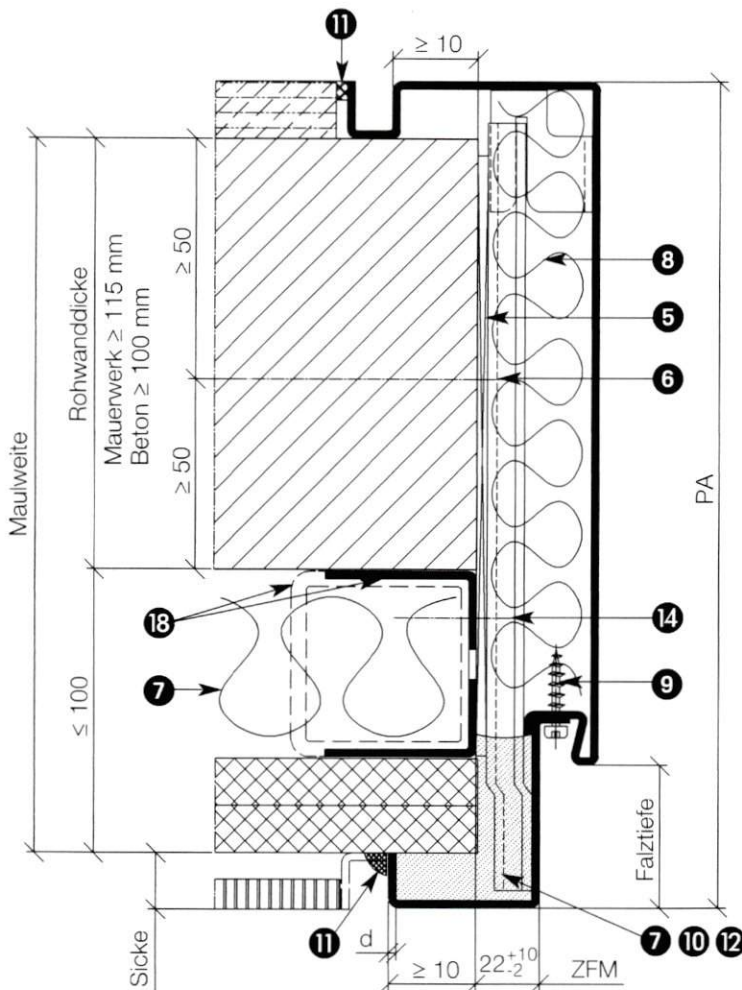 11
≥ 10
Maulweite
Rohwanddicke
Mauerwerk ≥ 115 mm
Beton ≥ 100 mm
≥ 50
≥ 50
8
5
6
PA
18
14
7
9
≤ 100
Falztiefe
Sicke
11
d
≥ 10
22 +10 -2
ZFM
7 10 12